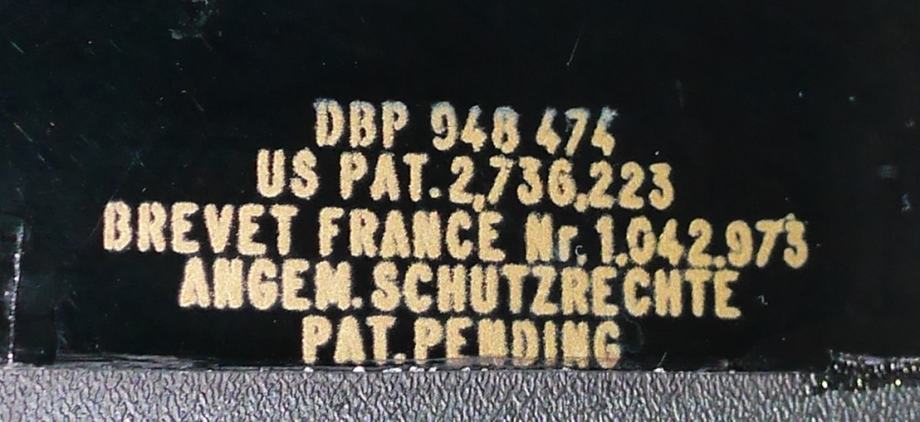 DBP 948 474
US PAT. 2,736,223
BREVET FRANCE Nr. 1.042.973
ANGEM. SCHUTZRECHTE
PAT. PENDING